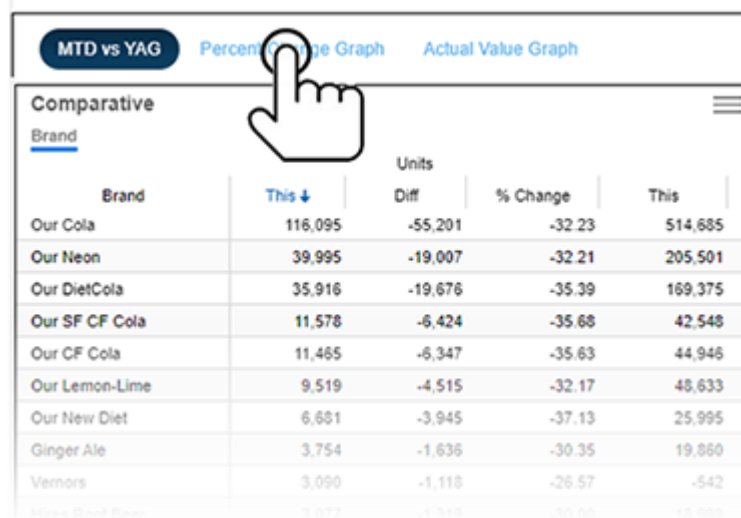 MTD vs YAG Percent Change Graph Actual Value Graph
Comparative
Brand
Units
Brand This Diff % Change This
Our Cola 116,095 -55,201 -32.23 514,685
Our Neon 39,995 -19,007 -32.21 205,501
Our DietCola 35,916 -19,676 -35.39 169,375
Our SF CF Cola 11,578 -6,424 -35.68 42,548
Our CF Cola 11,465 -6,347 -35.63 44,946
Our Lemon-Lime 9,519 -4,515 -32.17 48,633
Our New Diet 6,681 -3,945 -37.13 25,995
Ginger Ale 3,754 -1,636 -30.35 19,860
Vernors 3,090 -1,118 -26.57 -542